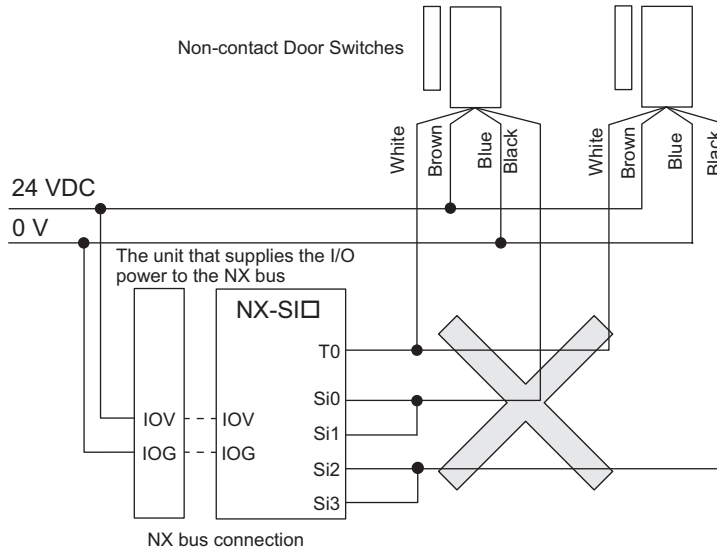 Non-contact Door Switches
White
Brown
Blue
Black
White
Brown
Blue
Black
24 VDC
0 V
The unit that supplies the I/O
power to the NX bus
NX-SI□
T0
Si0
IOV
IOV
Si1
IOG
IOG
Si2
Si3
NX bus connection